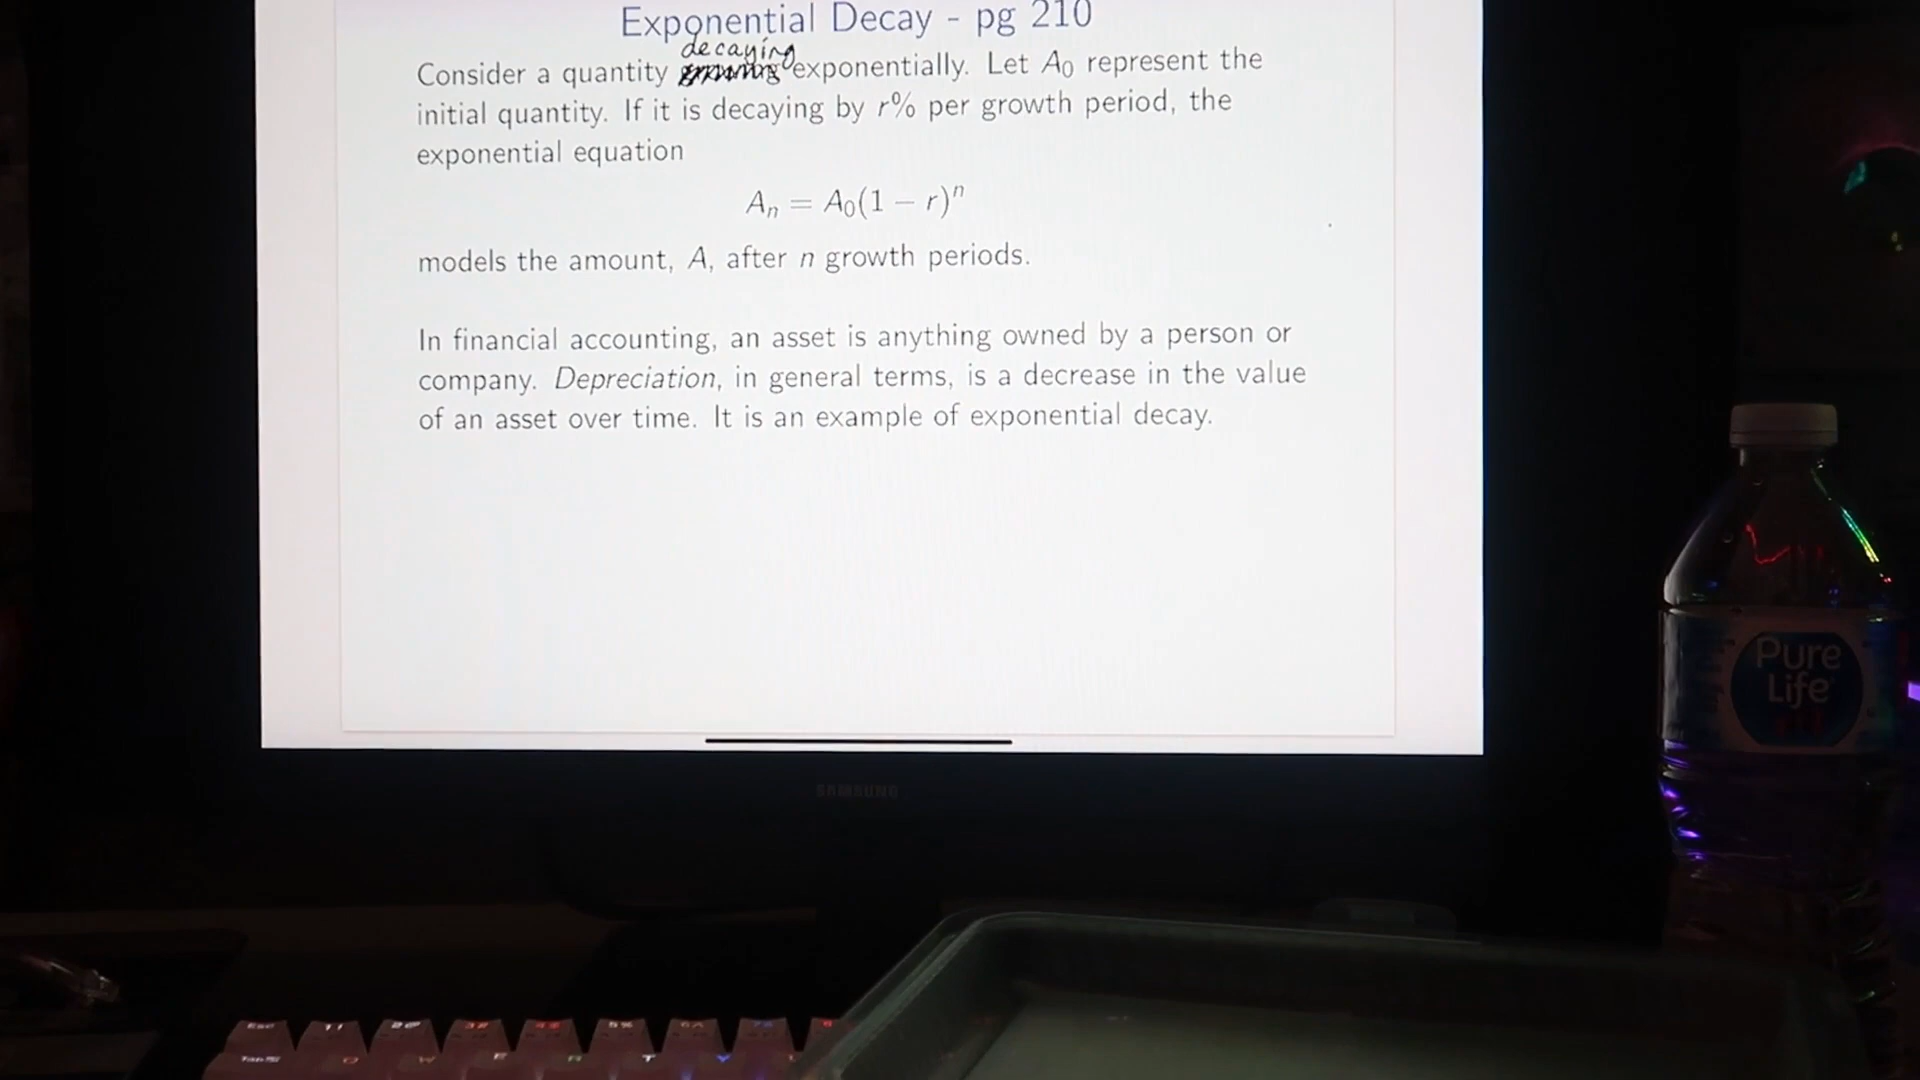 Exponential Decay - pg 210
decaying
Consider a quantity exponentially. Let A₀ represent the
initial quantity. If it is decaying by r% per growth period, the
exponential equation
Aₙ = A₀(1 − r)ⁿ
models the amount, A, after n growth periods.
In financial accounting, an asset is anything owned by a person or
company. Depreciation, in general terms, is a decrease in the value
of an asset over time. It is an example of exponential decay.
Pure
Life
SAMSUNG
Esc
T
Y